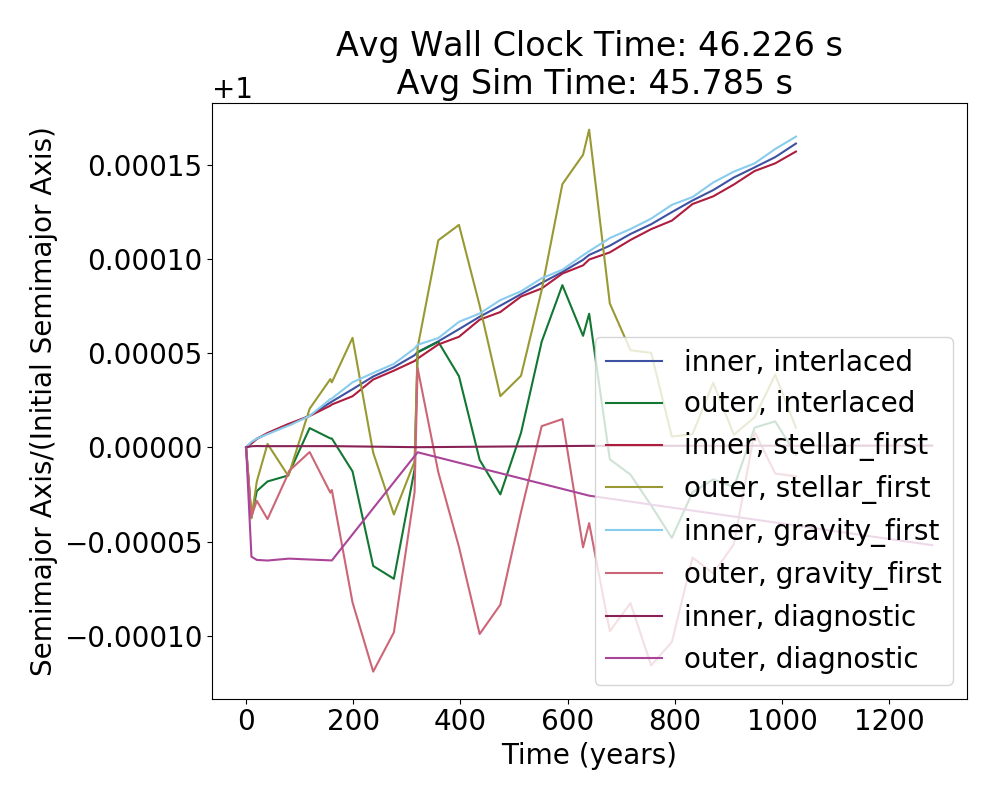 Avg Wall Clock Time: 46.226 s
Avg Sim Time: 45.785 s
+1
Semimajor Axis/(Initial Semimajor Axis)
0.00015
0.00010
0.00005
0.00000
−0.00005
−0.00010
inner, interlaced
outer, interlaced
inner, stellar_first
outer, stellar_first
inner, gravity_first
outer, gravity_first
inner, diagnostic
outer, diagnostic
0 200 400 600 800 1000 1200
Time (years)